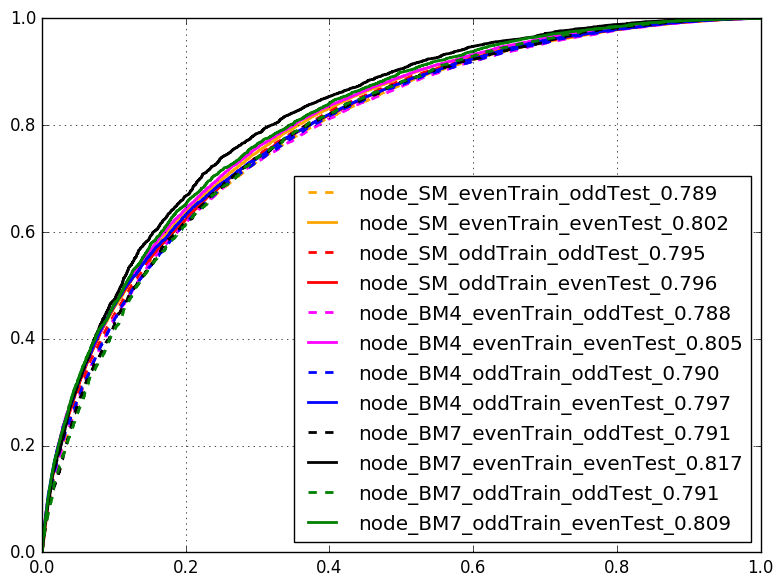 1.0
0.8
0.6
0.4
0.2
0.0
node_SM_evenTrain_oddTest_0.789
node_SM_evenTrain_evenTest_0.802
node_SM_oddTrain_oddTest_0.795
node_SM_oddTrain_evenTest_0.796
node_BM4_evenTrain_oddTest_0.788
node_BM4_evenTrain_evenTest_0.805
node_BM4_oddTrain_oddTest_0.790
node_BM4_oddTrain_evenTest_0.797
node_BM7_evenTrain_oddTest_0.791
node_BM7_evenTrain_evenTest_0.817
node_BM7_oddTrain_oddTest_0.791
node_BM7_oddTrain_evenTest_0.809
0.0 0.2 0.4 0.6 0.8 1.0